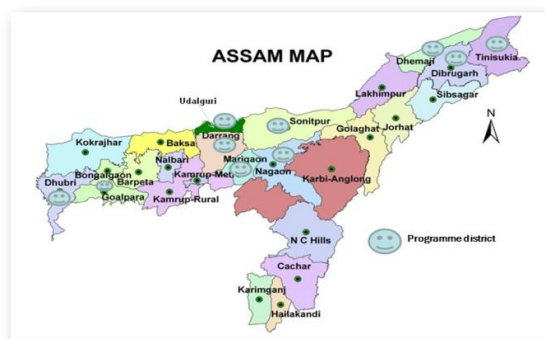 ASSAM MAP
Tinisukia
Dhemaji
Dibrugarh
Lakhimpur
Sibsagar
Udalguri
N
Sonitpur
Jorhat
Golaghat
Darrang
Kokrajhar
Baksa
Nalbari
Marigaon
Nagaon
Bongaigaon
Kamrup-Met
Karbi-Anglong
Dhubri
Barpeta
Goalpara
Kamrup-Rural
Programme district
N C Hills
Cachar
Karimganj
Hailakandi